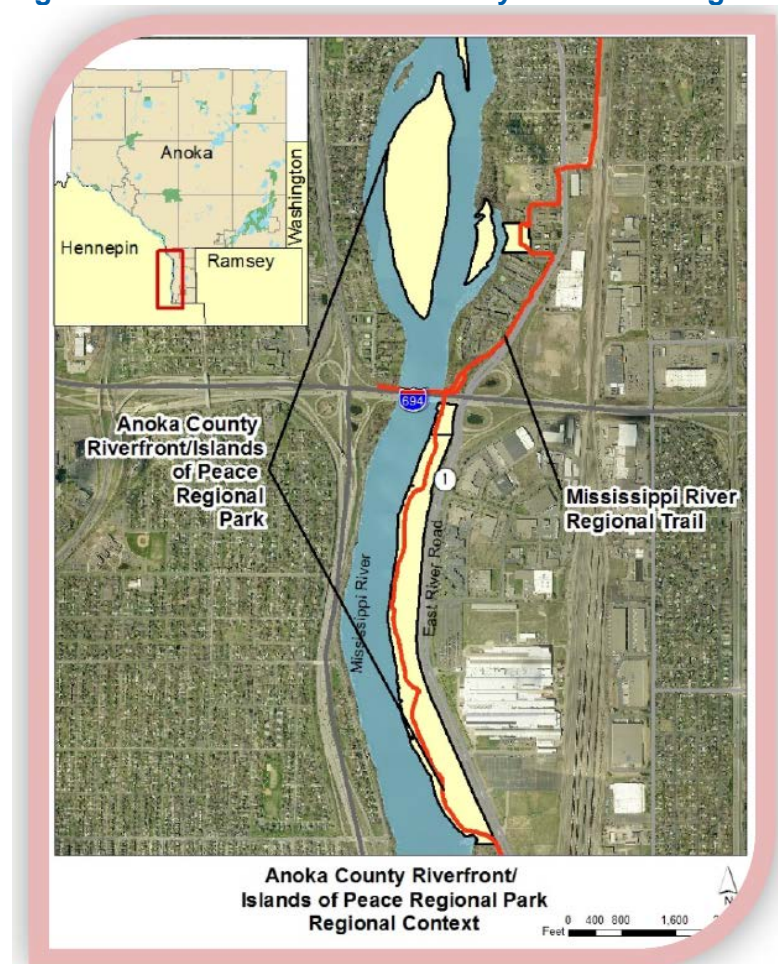 Anoka
Washington
Hennepin
Ramsey
694
Anoka County
Riverfront/Islands
of Peace
Regional
Park
1
Mississippi River
Regional Trail
Mississippi River
East River Road
Anoka County Riverfront/
Islands of Peace Regional Park
Regional Context
N
0 400 800 1,600
Feet